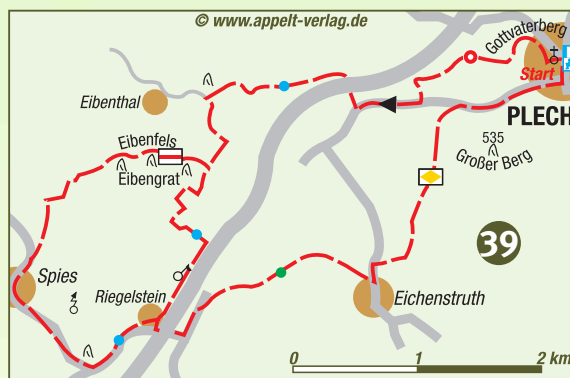 © www.appelt-verlag.de
Gottvaterberg
Start
PLECH
Eibenthal
535
Großer Berg
Eibenfels
Eibengrat
39
Spies
Riegelstein
Eichenstruth
0 1 2 km